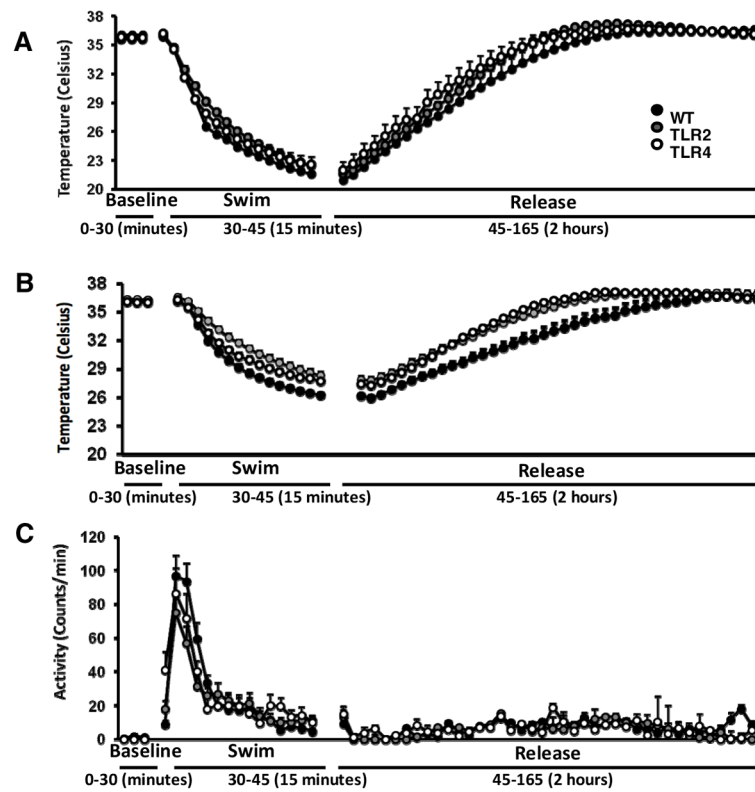 A
Temperature (Celsius)
38
35
32
29
26
23
20
WT
TLR2
TLR4
Baseline Swim Release
0-30 (minutes) 30-45 (15 minutes) 45-165 (2 hours)
B
Temperature (Celsius)
38
35
32
29
26
23
20
Baseline Swim Release
0-30 (minutes) 30-45 (15 minutes) 45-165 (2 hours)
C
Activity (Counts/min)
120
100
80
60
40
20
0
Baseline Swim Release
0-30 (minutes) 30-45 (15 minutes) 45-165 (2 hours)